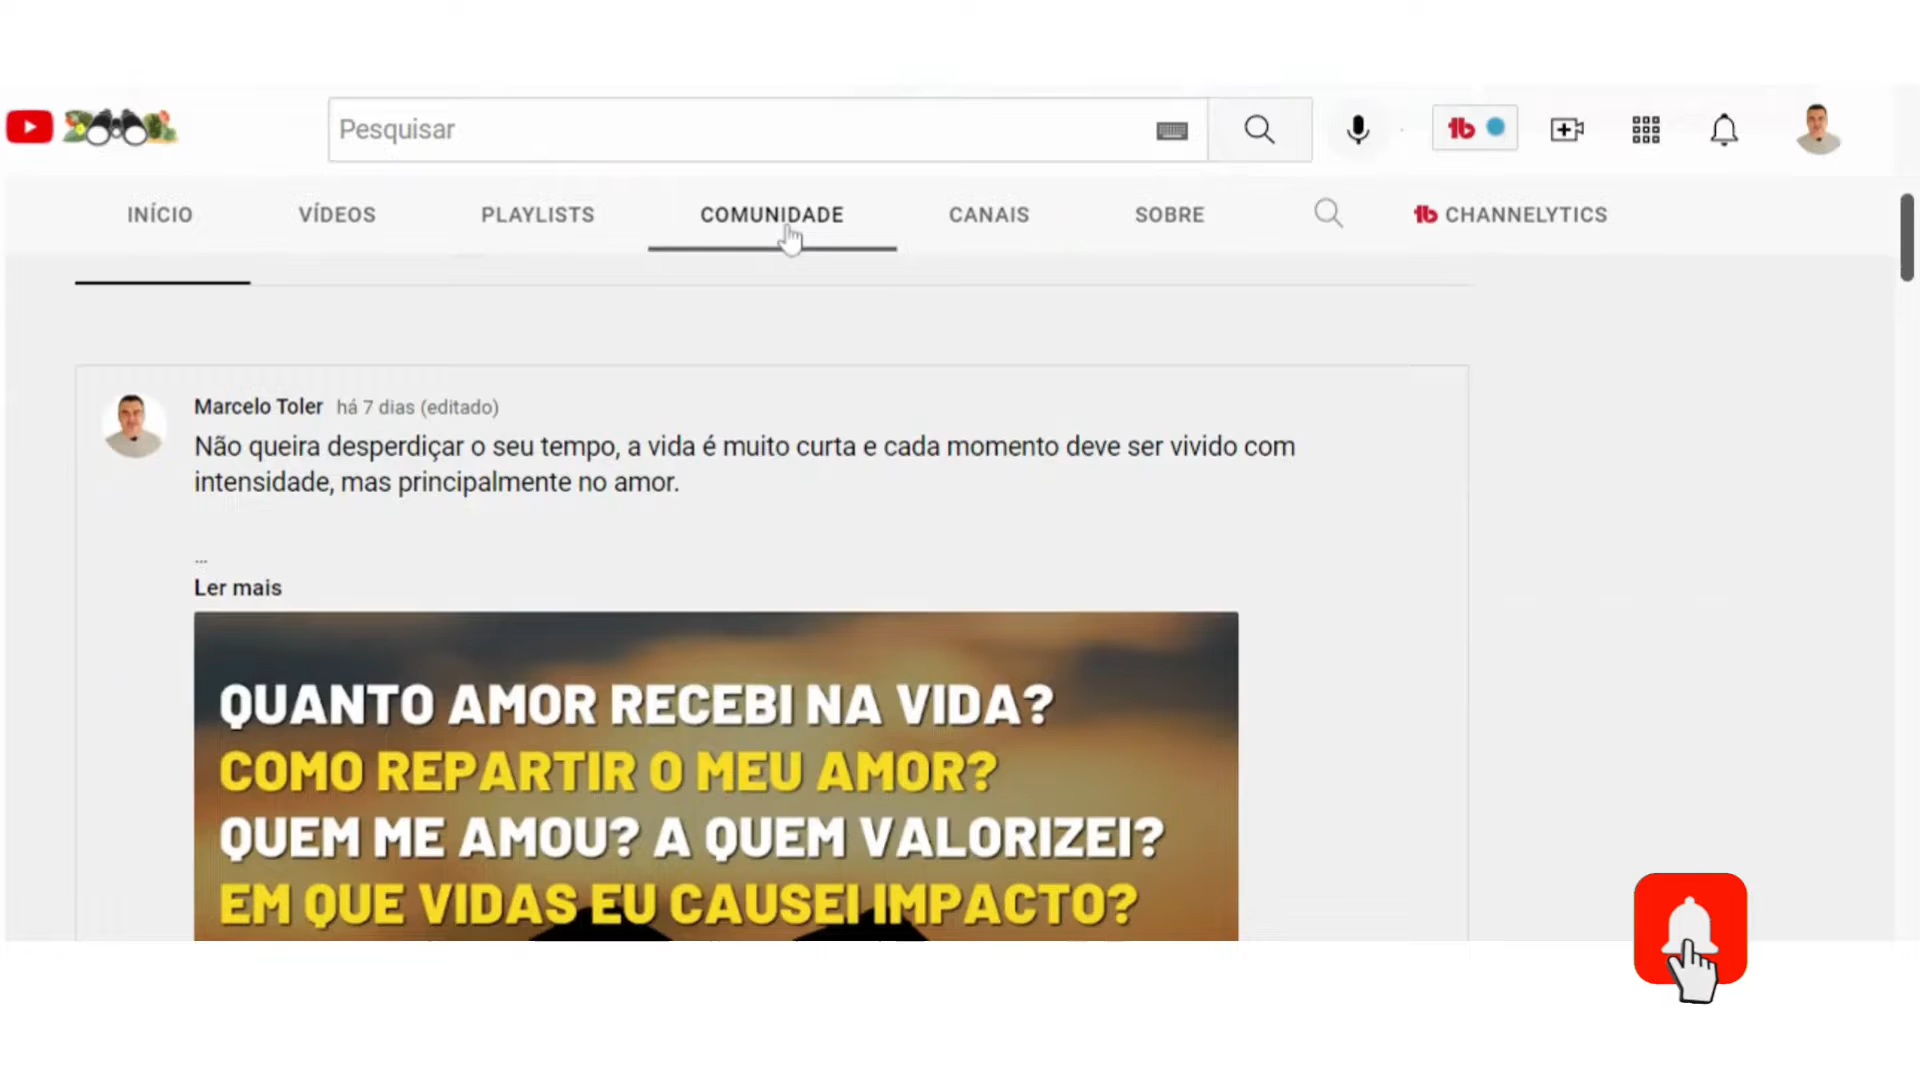 Pesquisar
INÍCIO VÍDEOS PLAYLISTS COMUNIDADE CANAIS SOBRE tb CHANNELYTICS
Marcelo Toler há 7 dias (editado)
Não queira desperdiçar o seu tempo, a vida é muito curta e cada momento deve ser vivido com
intensidade, mas principalmente no amor.
...
Ler mais
QUANTO AMOR RECEBI NA VIDA?
COMO REPARTIR O MEU AMOR?
QUEM ME AMOU? A QUEM VALORIZEI?
EM QUE VIDAS EU CAUSEI IMPACTO?